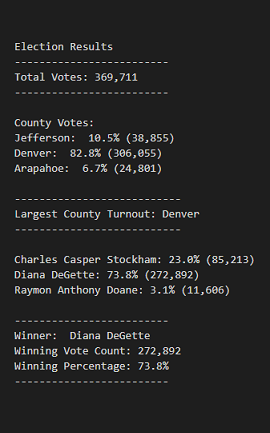 Election Results
-------------------------
Total Votes: 369,711
-------------------------
County Votes:
Jefferson:  10.5% (38,855)
Denver:  82.8% (306,055)
Arapahoe:  6.7% (24,801)
---------------------------
Largest County Turnout: Denver
---------------------------
Charles Casper Stockham: 23.0% (85,213)
Diana DeGette: 73.8% (272,892)
Raymon Anthony Doane: 3.1% (11,606)
-------------------------
Winner:  Diana DeGette
Winning Vote Count: 272,892
Winning Percentage: 73.8%
-------------------------